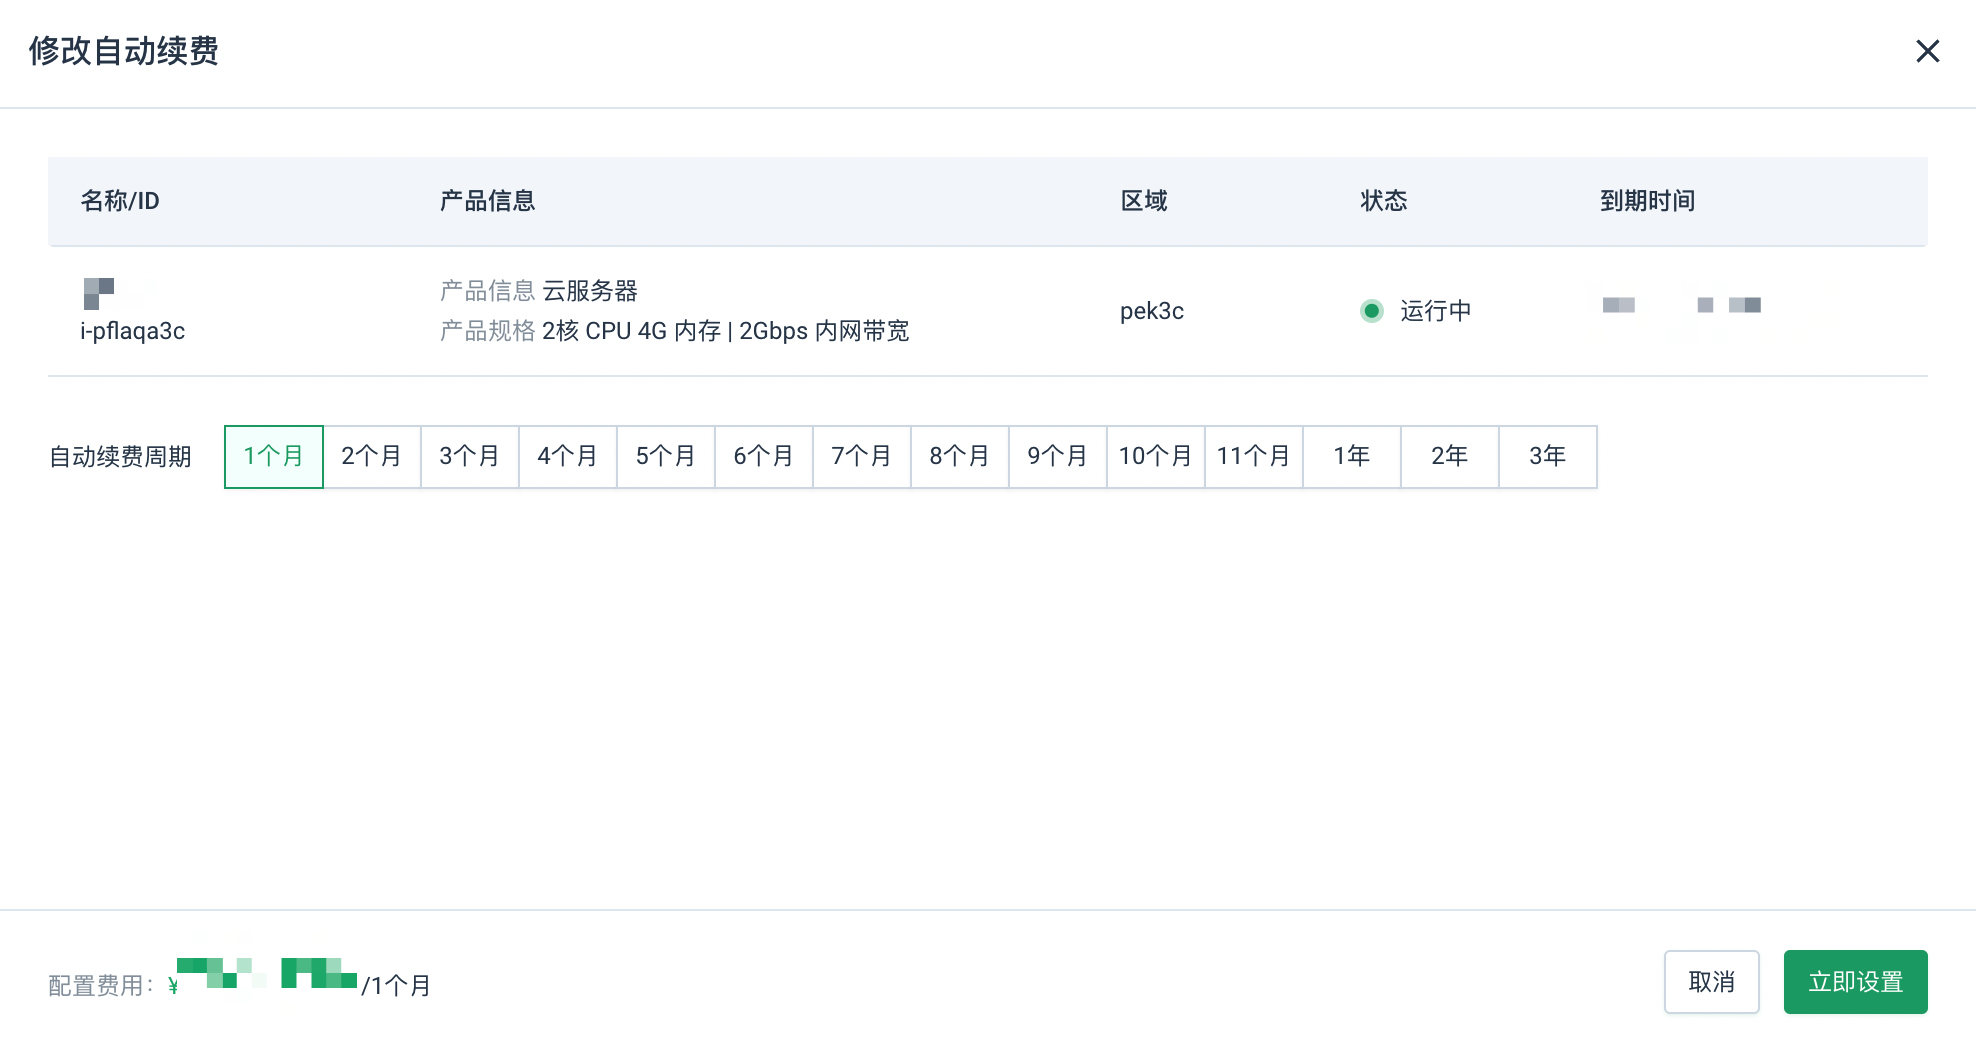 修改自动续费
名称/ID 产品信息 区域 状态 到期时间
产品信息 云服务器
i-pflaqa3c 产品规格 2核 CPU 4G 内存 | 2Gbps 内网带宽 pek3c 运行中
自动续费周期 1个月 2个月 3个月 4个月 5个月 6个月 7个月 8个月 9个月 10个月 11个月 1年 2年 3年
配置费用：¥ /1个月 取消 立即设置